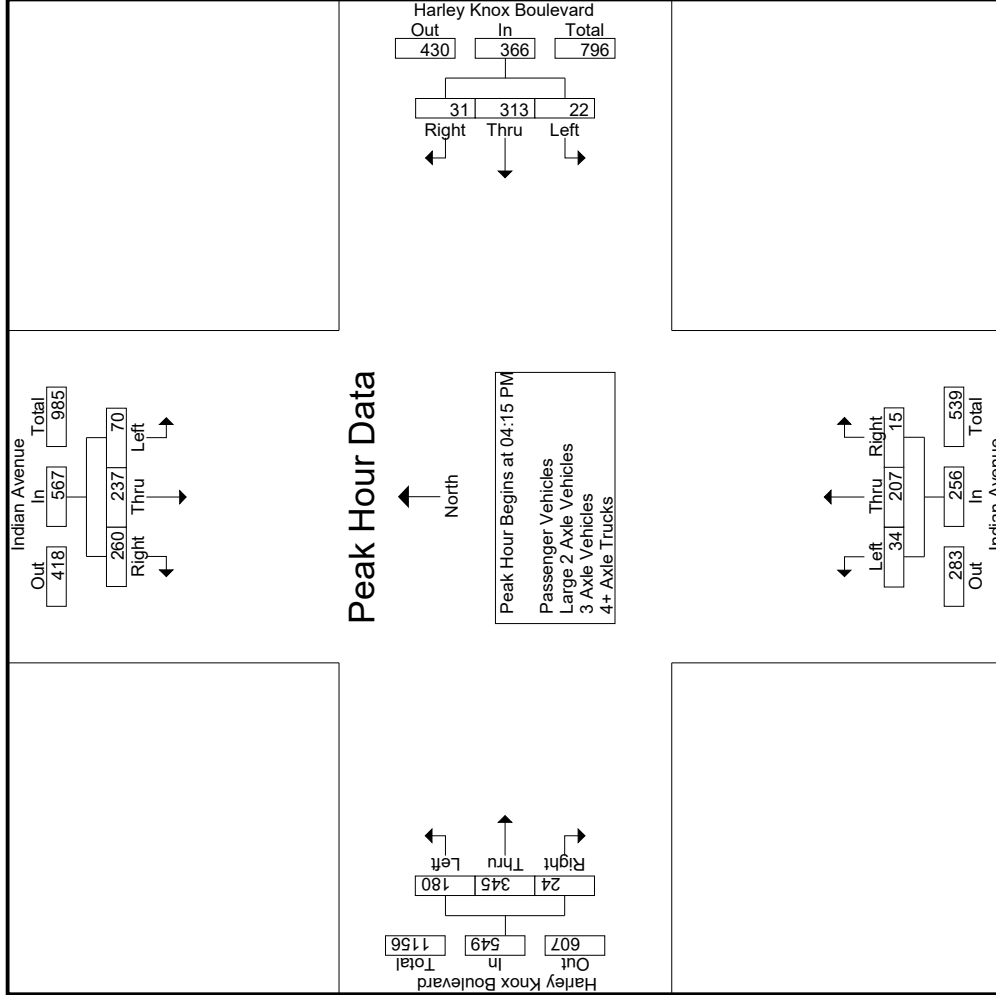 Harley Knox Boulevard
Out In Total
430 366 796
31 313 22
Right Thru Left
Indian Avenue
Out In Total
418 567 985
260 237 70
Right Thru Left
Peak Hour Data
North
Peak Hour Begins at 04:15 PM
Passenger Vehicles
Large 2 Axle Vehicles
3 Axle Vehicles
4+ Axle Trucks
Left Thru Right
34 207 15
283 256 539
Out In Total
Indian Avenue
Left Thru Right
180 345 24
1156 549 607
Total In Out
Harley Knox Boulevard